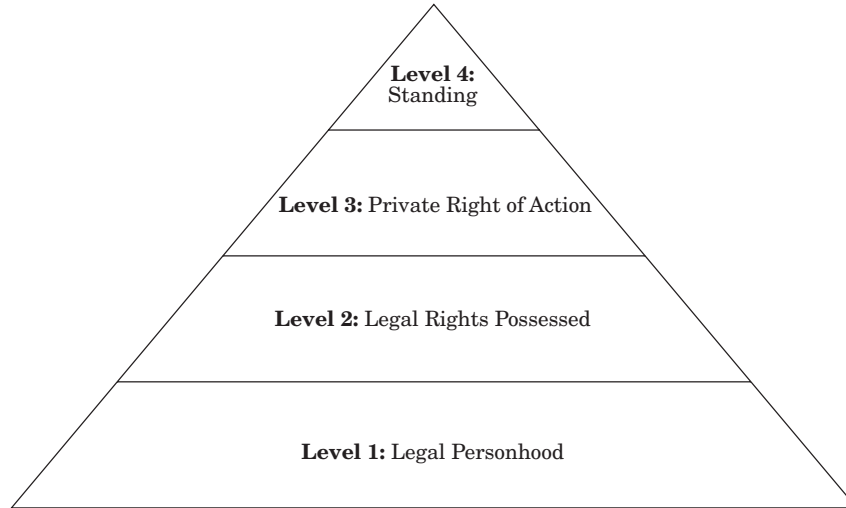 Level 4:
Standing
Level 3: Private Right of Action
Level 2: Legal Rights Possessed
Level 1: Legal Personhood